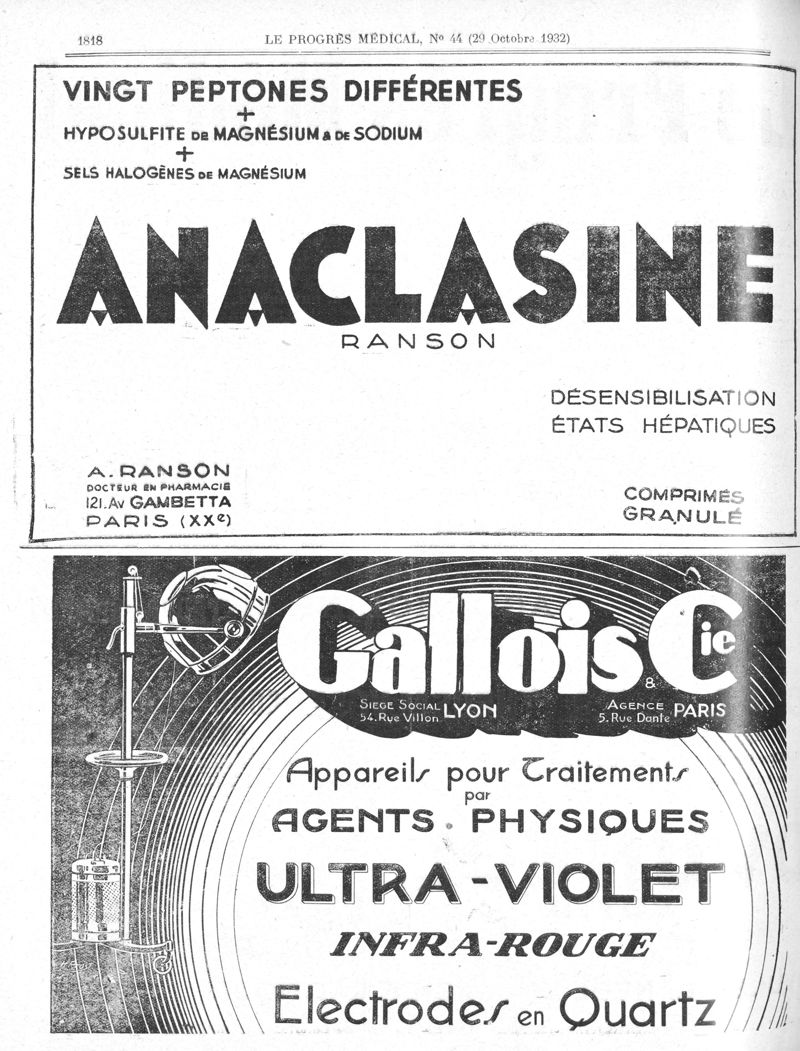 1818
LE PROGRÈS MÉDICAL, No 44 (29 Octobre 1932)
VINGT PEPTONES DIFFÉRENTES
+
HYPOSULFITE DE MAGNÉSIUM & DE SODIUM
+
SELS HALOGÈNES DE MAGNÉSIUM
ANACLASINE
RANSON
DÉSENSIBILISATION
ÉTATS HÉPATIQUES
A. RANSON
DOCTEUR EN PHARMACIE
121. Av GAMBETTA
PARIS (XXe)
COMPRIMÉS
GRANULÉ
Gallois & Cie
SIEGE SOCIAL LYON
54. Rue Villon
AGENCE PARIS
5. Rue Dante
Appareils pour Traitements
par
AGENTS . PHYSIQUES
ULTRA-VIOLET
INFRA-ROUGE
Electrodes en Quartz